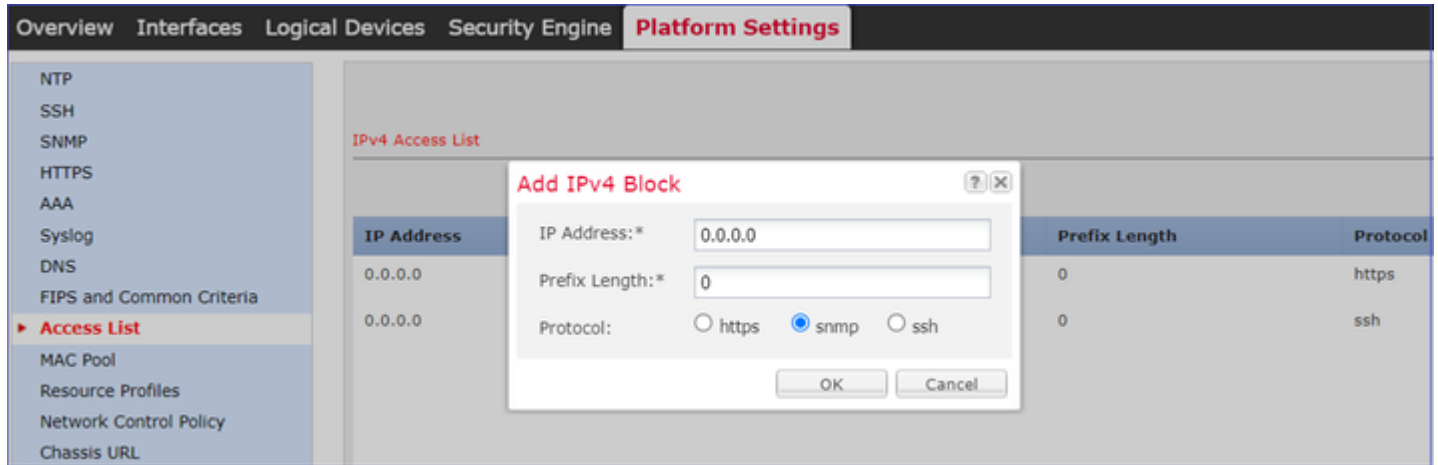 Overview Interfaces Logical Devices Security Engine Platform Settings
NTP
SSH
SNMP
HTTPS
AAA
Syslog
DNS
FIPS and Common Criteria
Access List
MAC Pool
Resource Profiles
Network Control Policy
Chassis URL
IPv4 Access List
IP Address Prefix Length Protocol
0.0.0.0 0 https
0.0.0.0 0 ssh
Add IPv4 Block ?
IP Address:* 0.0.0.0
Prefix Length:* 0
Protocol: https snmp ssh
OK Cancel